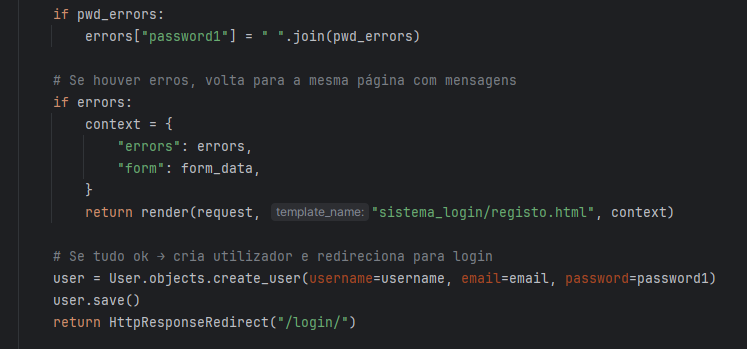 if pwd_errors:
errors["password1"] = " ".join(pwd_errors)
# Se houver erros, volta para a mesma página com mensagens
if errors:
context = {
"errors": errors,
"form": form_data,
}
return render(request, template_name: "sistema_login/registo.html", context)
# Se tudo ok → cria utilizador e redireciona para login
user = User.objects.create_user(username=username, email=email, password=password1)
user.save()
return HttpResponseRedirect("/login/")